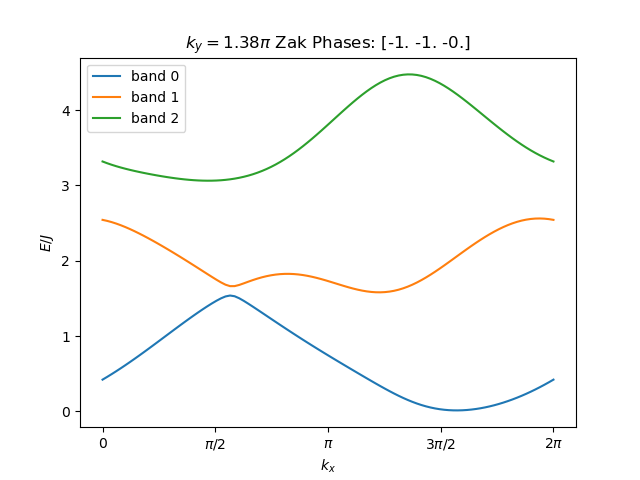 k_y = 1.38π Zak Phases: [-1. -1. -0.]
band 0
band 1
band 2
4
3
2
1
0
E/J
0 π/2 π 3π/2 2π
k_x